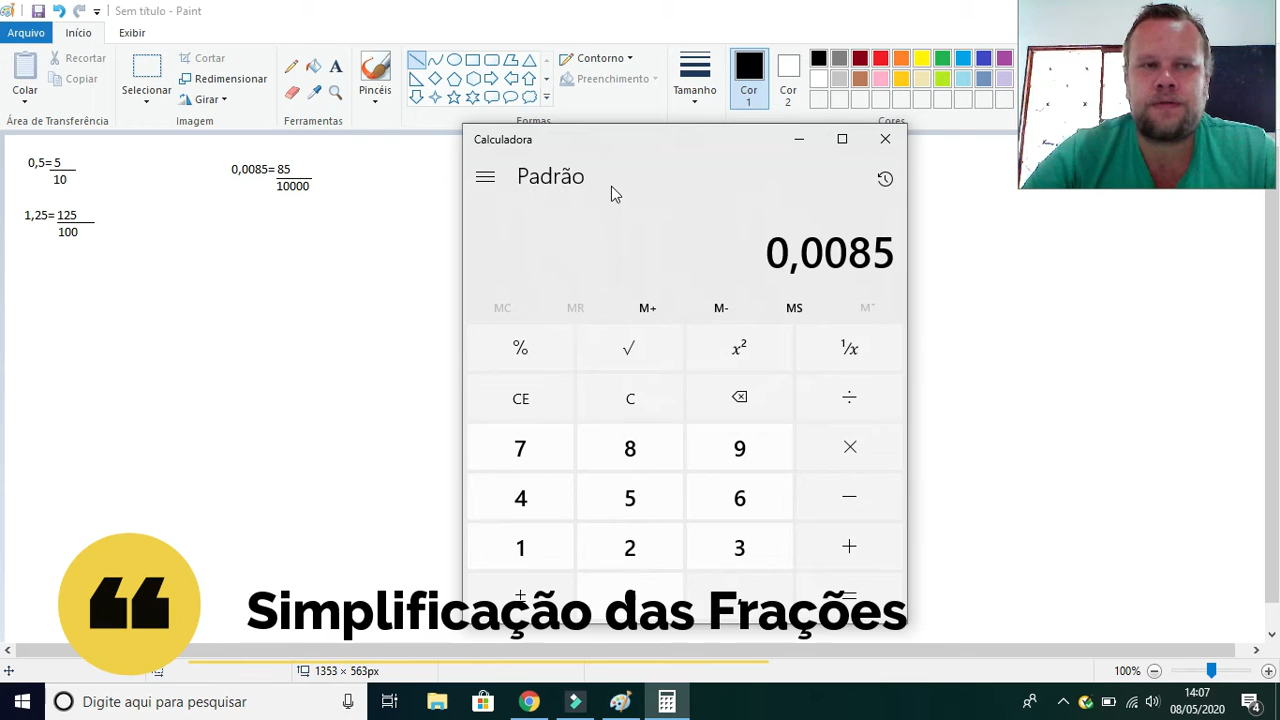 Sem título - Paint
Arquivo
Início
Exibir
Colar
Recortar
Copiar
Área de Transferência
Selecionar
Cortar
Redimensionar
Girar
Imagem
A
Ferramentas
Pincéis
Contorno
Preenchimento
Formas
Tamanho
Cor
1
Cor
2
Cores
0,5= 5
10
0,0085= 85
10000
1,25= 125
100
Calculadora
Padrão
0,0085
MC MR M+ M- MS
% √ x² ¹/x
CE C ÷
7 8 9 ×
4 5 6 −
1 2 3 +
Simplificação das Frações
1353 × 563px
100%
Digite aqui para pesquisar
14:07
08/05/2020
4